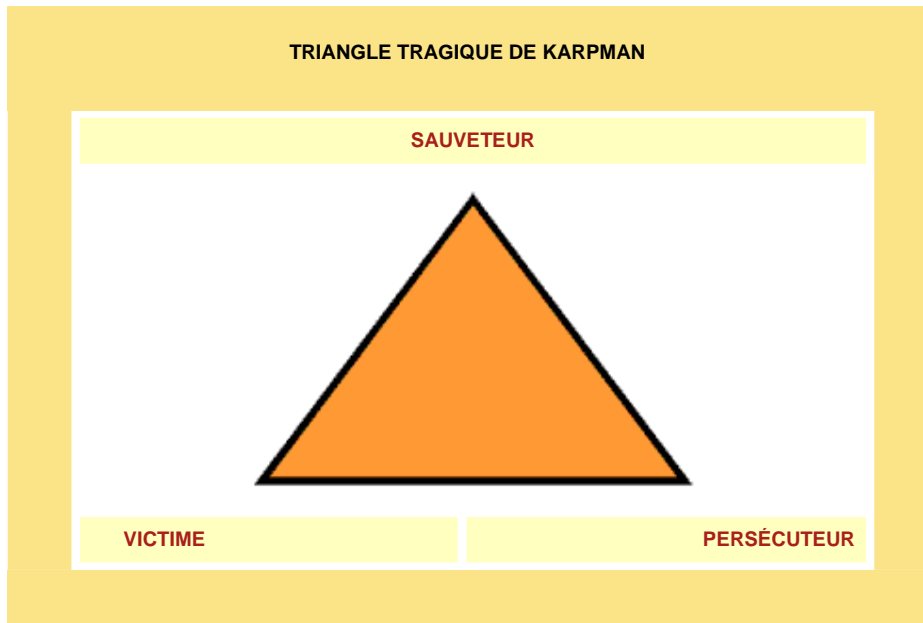 TRIANGLE TRAGIQUE DE KARPMAN
SAUVETEUR
VICTIME
PERSÉCUTEUR